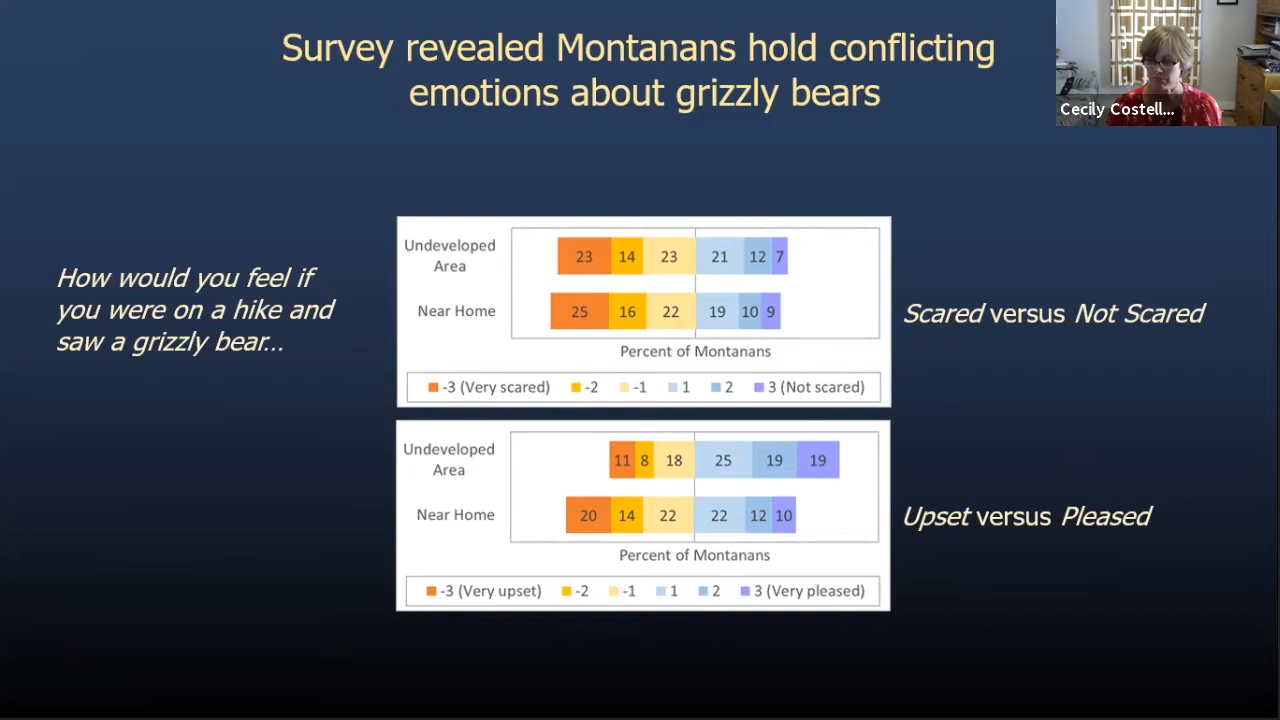 Survey revealed Montanans hold conflicting
emotions about grizzly bears
Cecily Costell...
How would you feel if
you were on a hike and
saw a grizzly bear...
Undeveloped
Area
23 14 23 21 12 7
Near Home
25 16 22 19 10 9
Percent of Montanans
-3 (Very scared) -2 -1 1 2 3 (Not scared)
Scared versus Not Scared
Undeveloped
Area
11 8 18 25 19 19
Near Home
20 14 22 22 12 10
Percent of Montanans
-3 (Very upset) -2 -1 1 2 3 (Very pleased)
Upset versus Pleased